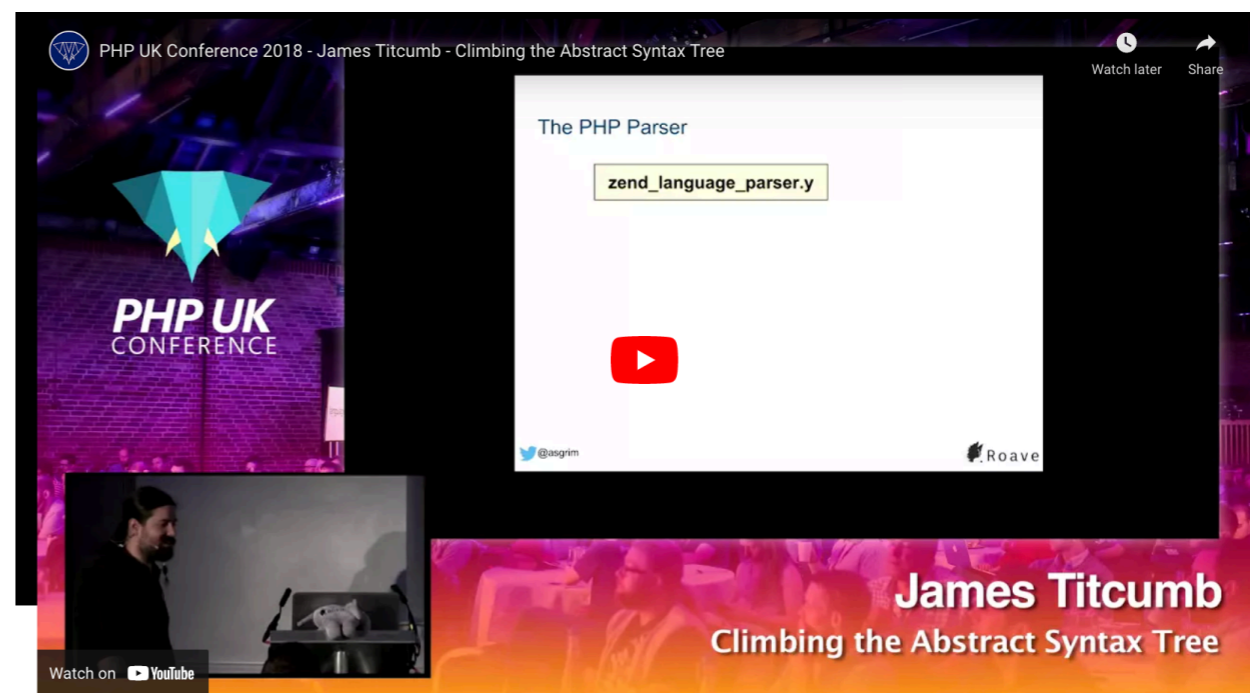 PHP UK Conference 2018 - James Titcumb - Climbing the Abstract Syntax Tree
Watch later
Share
The PHP Parser
zend_language_parser.y
PHP UK
CONFERENCE
@asgrim
Roave
James Titcumb
Climbing the Abstract Syntax Tree
Watch on YouTube